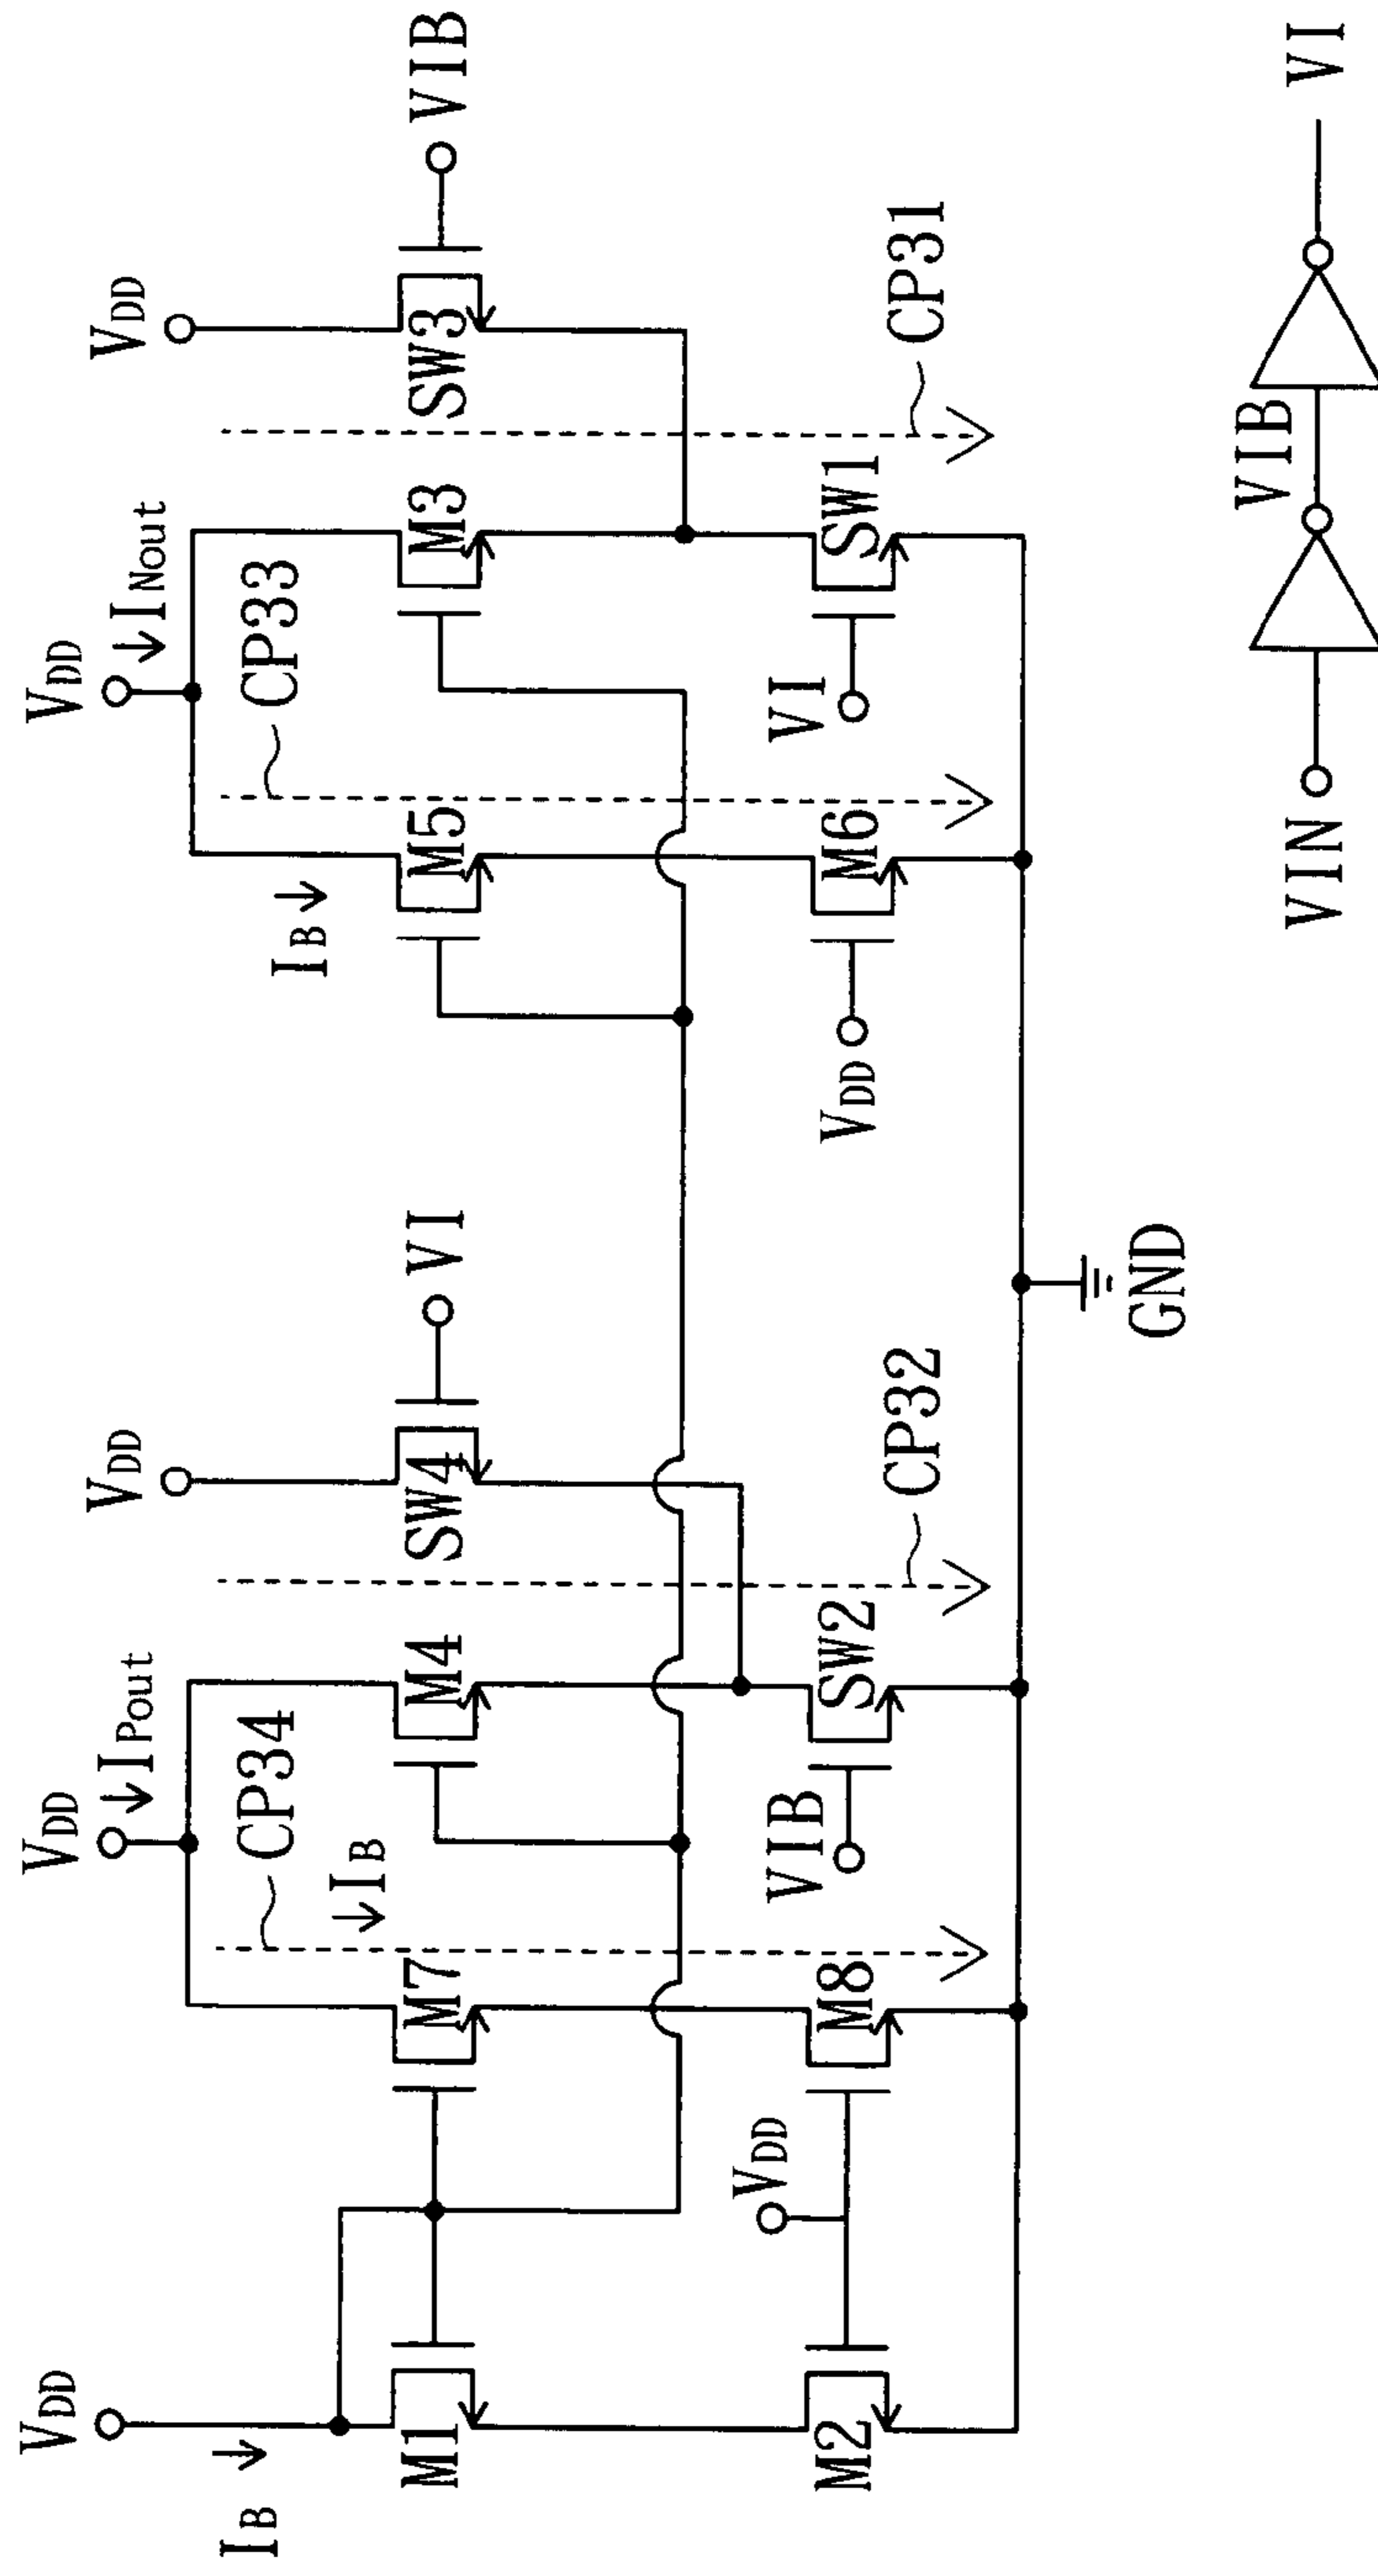 VDD
IB
M1
M2
VDD
VDD
IPout
CP34
IB
M7
M8
M4
VIB
SW2
VDD
SW4
VI
CP32
GND
VDD
INout
CP33
IB
M5
VDD
M6
M3
VI
SW1
VDD
SW3
VIB
CP31
VIN
VIB
VI